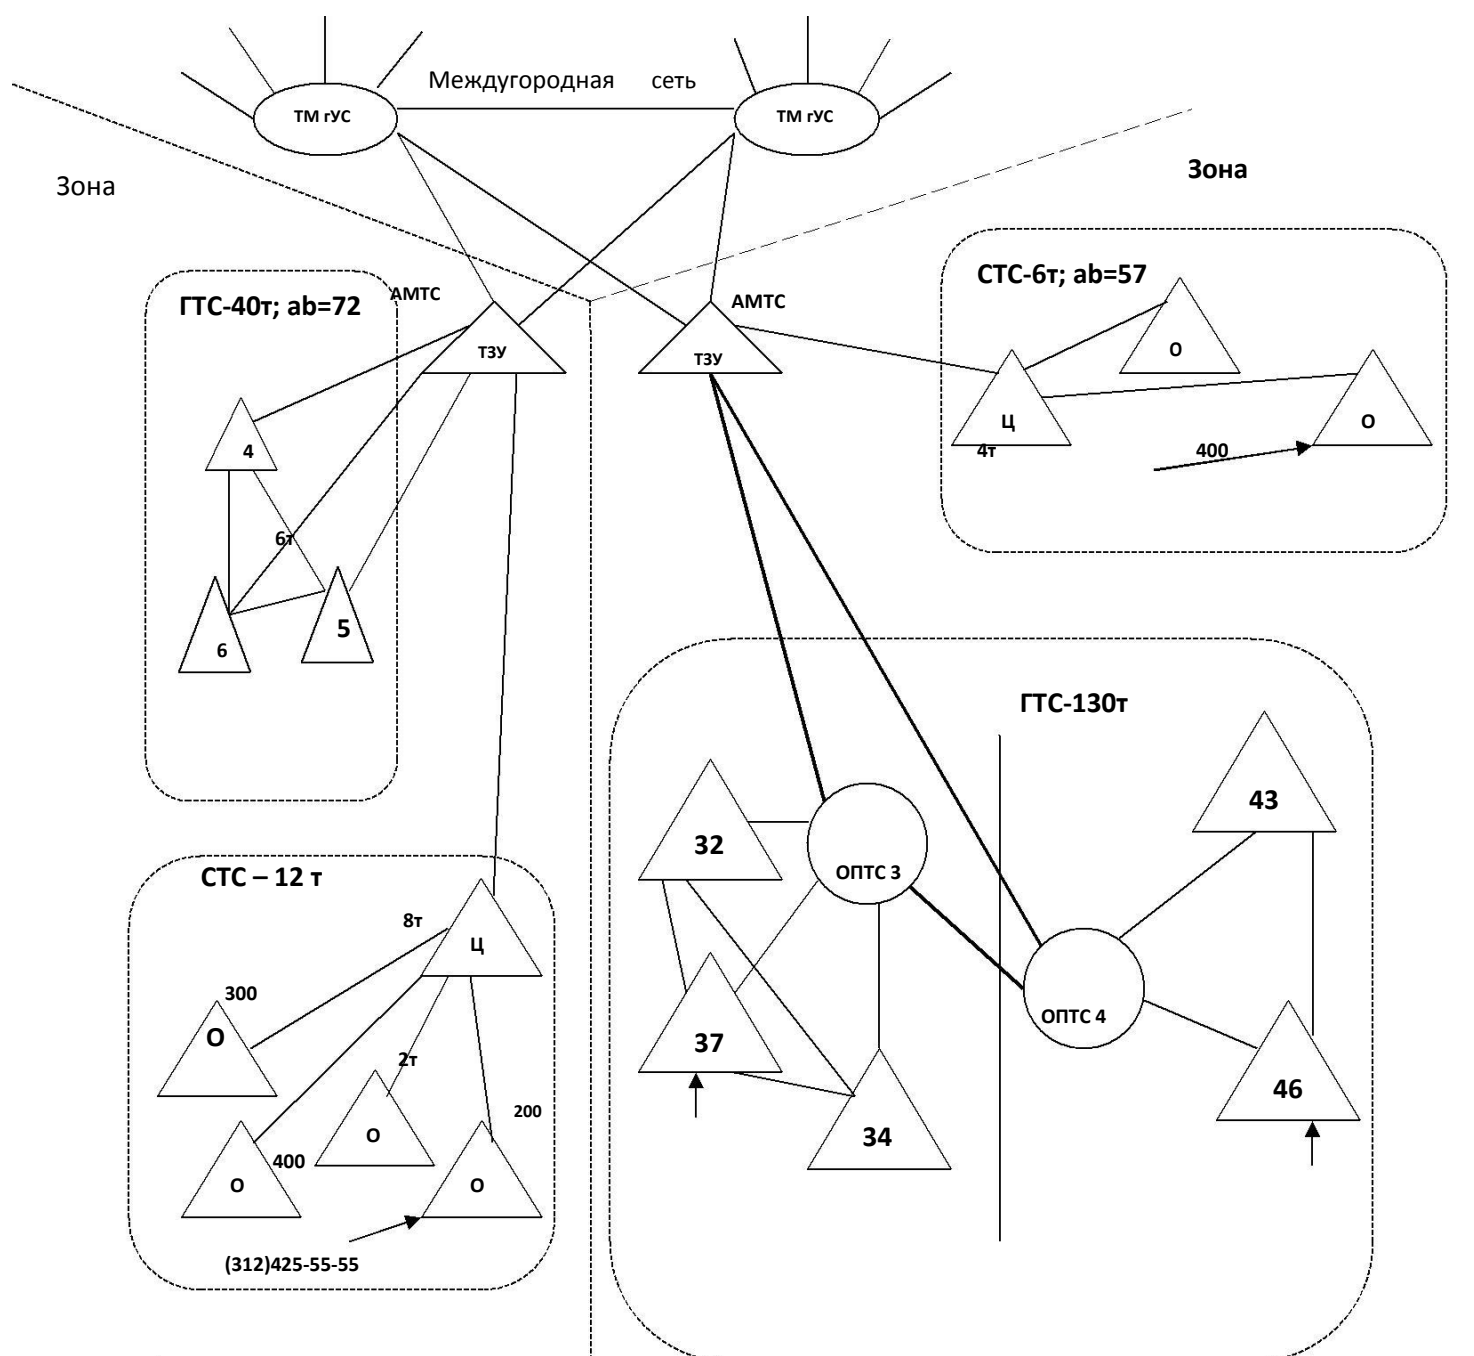 Междугородная сеть
ТМ гУС
ТМ гУС
Зона
Зона
ГТС-40т; ab=72
АМТС
АМТС
СТС-6т; ab=57
ТЗУ
ТЗУ
О
4
Ц
4т
400
О
6т
6
5
ГТС-130т
СТС – 12 т
8т
Ц
300
О
2т
О
200
400
О
О
(312)425-55-55
32
ОПТС 3
43
37
34
ОПТС 4
46